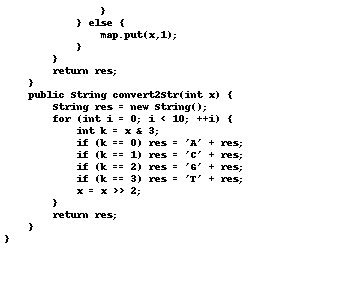 }
} else {
map.put(x,1);
}
}
return res;
}
public String convert2Str(int x) {
String res = new String();
for (int i = 0; i < 10; ++i) {
int k = x & 3;
if (k == 0) res = 'A' + res;
if (k == 1) res = 'C' + res;
if (k == 2) res = 'G' + res;
if (k == 3) res = 'T' + res;
x = x >> 2;
}
return res;
}
}